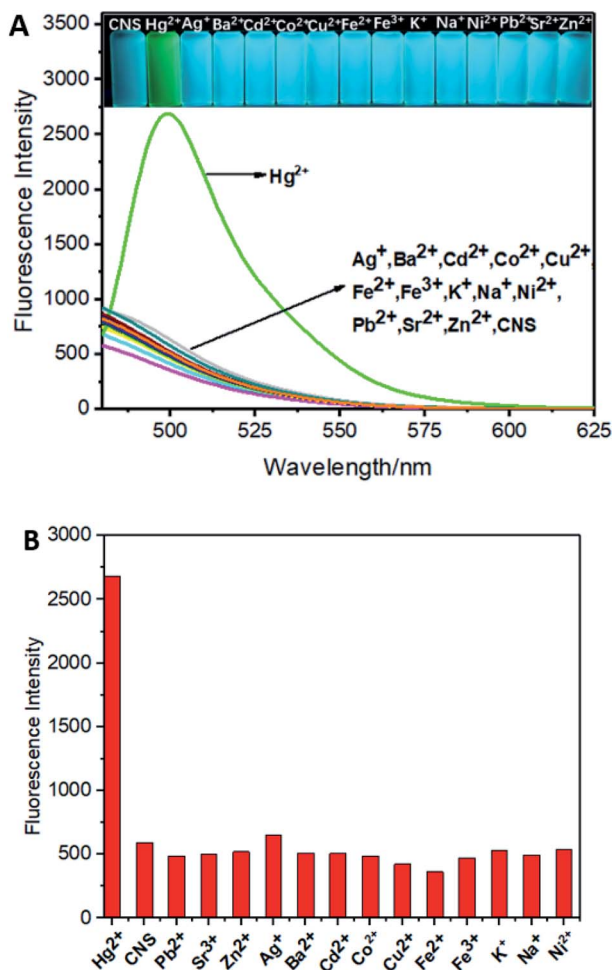 A
CNS Hg²⁺ Ag⁺ Ba²⁺ Cd²⁺ Co²⁺ Cu²⁺ Fe²⁺ Fe³⁺ K⁺ Na⁺ Ni²⁺ Pb²⁺ Sr²⁺ Zn²⁺
3500
3000
2500
2000
1500
1000
500
0
Fluorescence Intensity
Hg²⁺
Ag⁺,Ba²⁺,Cd²⁺,Co²⁺,Cu²⁺,
Fe²⁺,Fe³⁺,K⁺,Na⁺,Ni²⁺,
Pb²⁺,Sr²⁺,Zn²⁺,CNS
500 525 550 575 600 625
Wavelength/nm
B
3000
2500
2000
1500
1000
500
0
Fluorescence Intensity
Hg²⁺ CNS Pb²⁺ Sr³⁺ Zn²⁺ Ag⁺ Ba²⁺ Cd²⁺ Co²⁺ Cu²⁺ Fe²⁺ Fe³⁺ K⁺ Na⁺ Ni²⁺